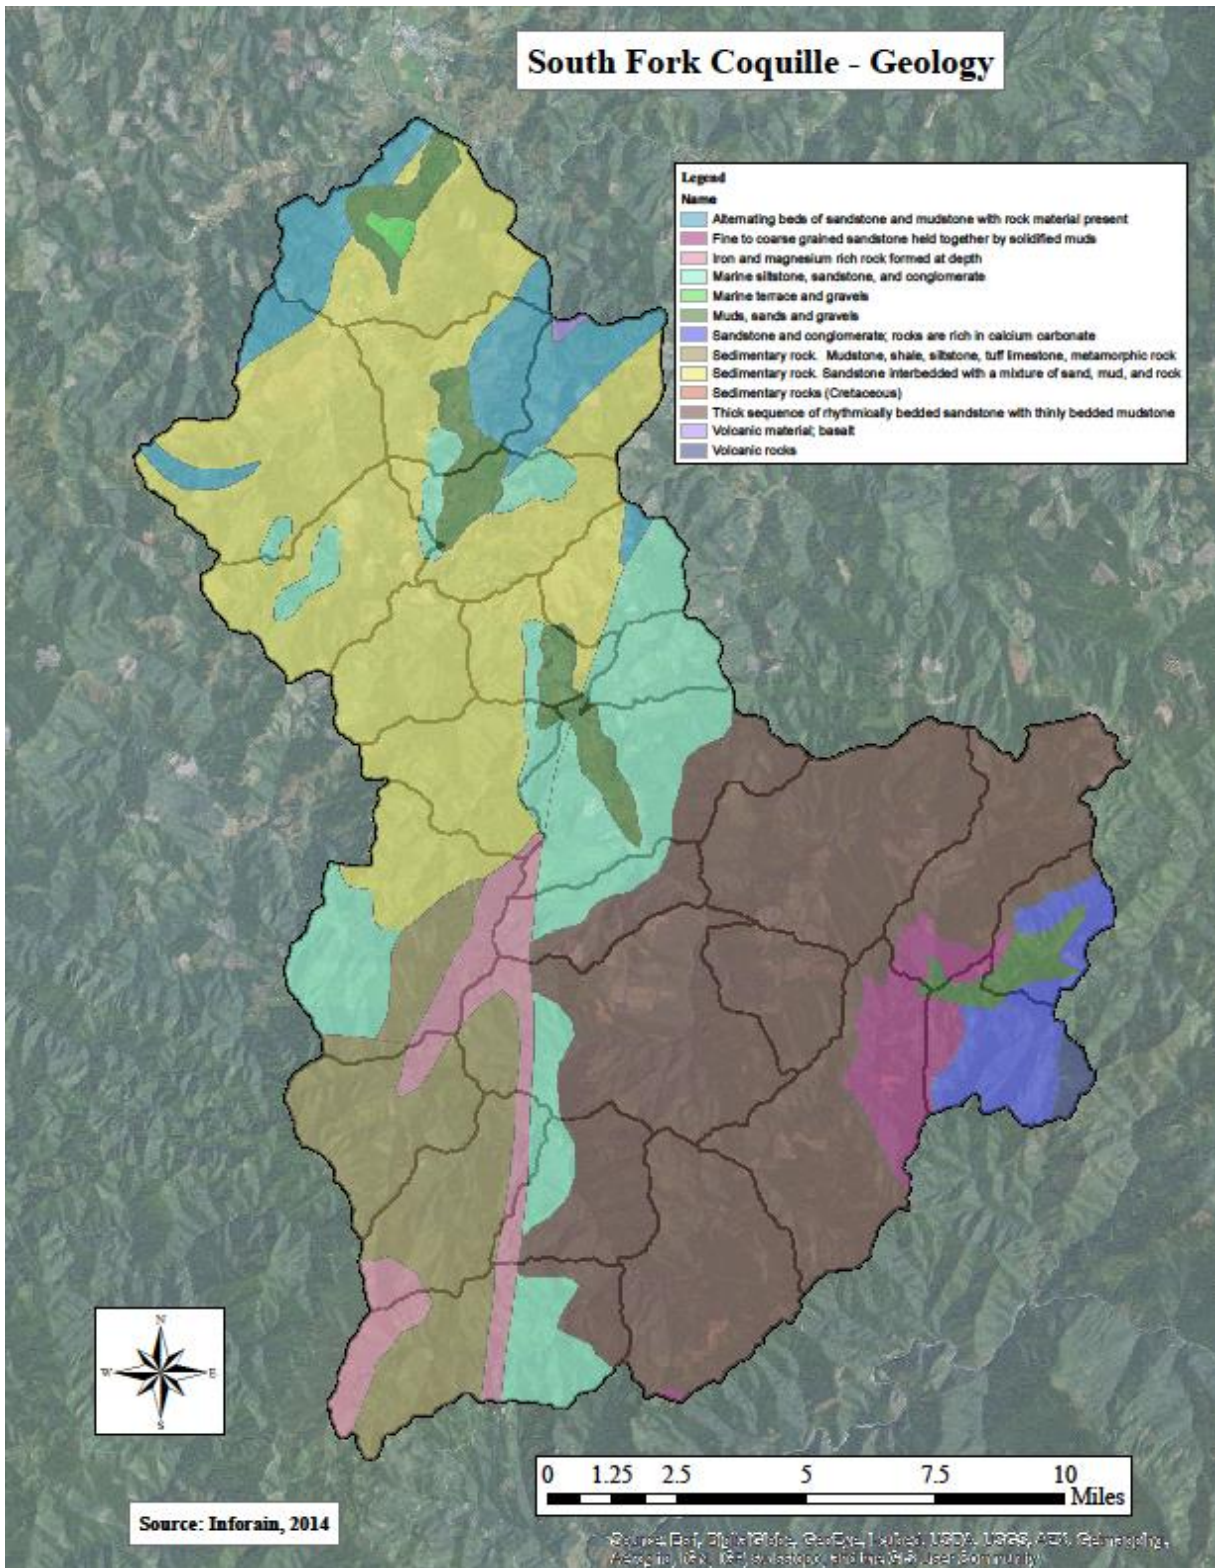 South Fork Coquille - Geology
Legend
Name
Alternating beds of sandstone and mudstone with rock material present
Fine to coarse grained sandstone held together by solidified muds
Iron and magnesium rich rock formed at depth
Marine siltstone, sandstone, and conglomerate
Marine terrace and gravels
Muds, sands and gravels
Sandstone and conglomerate; rocks are rich in calcium carbonate
Sedimentary rock. Mudstone, shale, siltstone, tuff limestone, metamorphic rock
Sedimentary rock. Sandstone interbedded with a mixture of sand, mud, and rock
Sedimentary rocks (Cretaceous)
Thick sequence of rhythmically bedded sandstone with thinly bedded mudstone
Volcanic material; basalt
Volcanic rocks
N
W E
S
0 1.25 2.5 5 7.5 10
Miles
Source: Inforain, 2014
USDA, USGS,
User Community